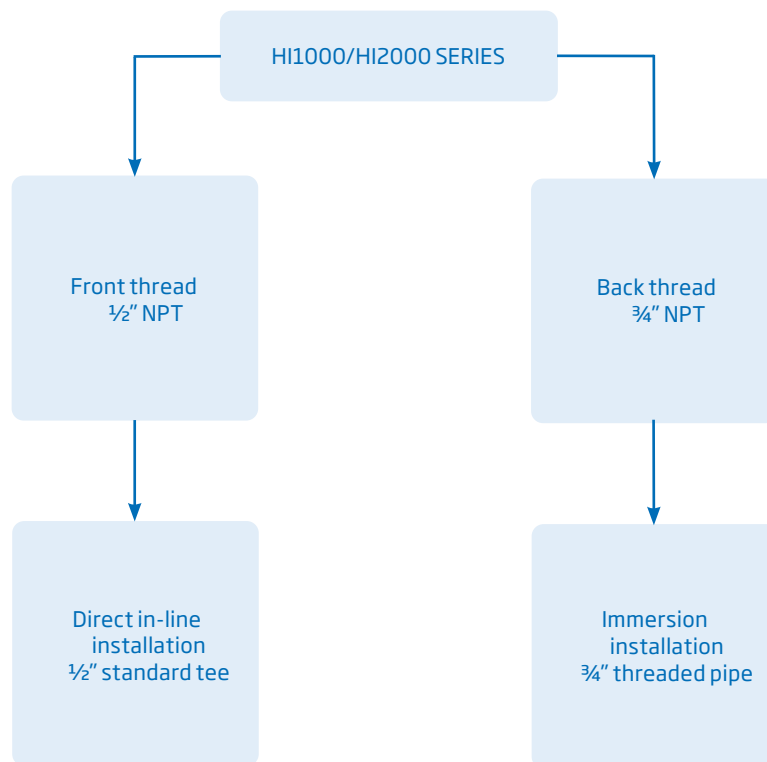 HI1000/HI2000 SERIES
Front thread
½” NPT
Back thread
¾” NPT
Direct in-line
installation
½” standard tee
Immersion
installation
¾” threaded pipe